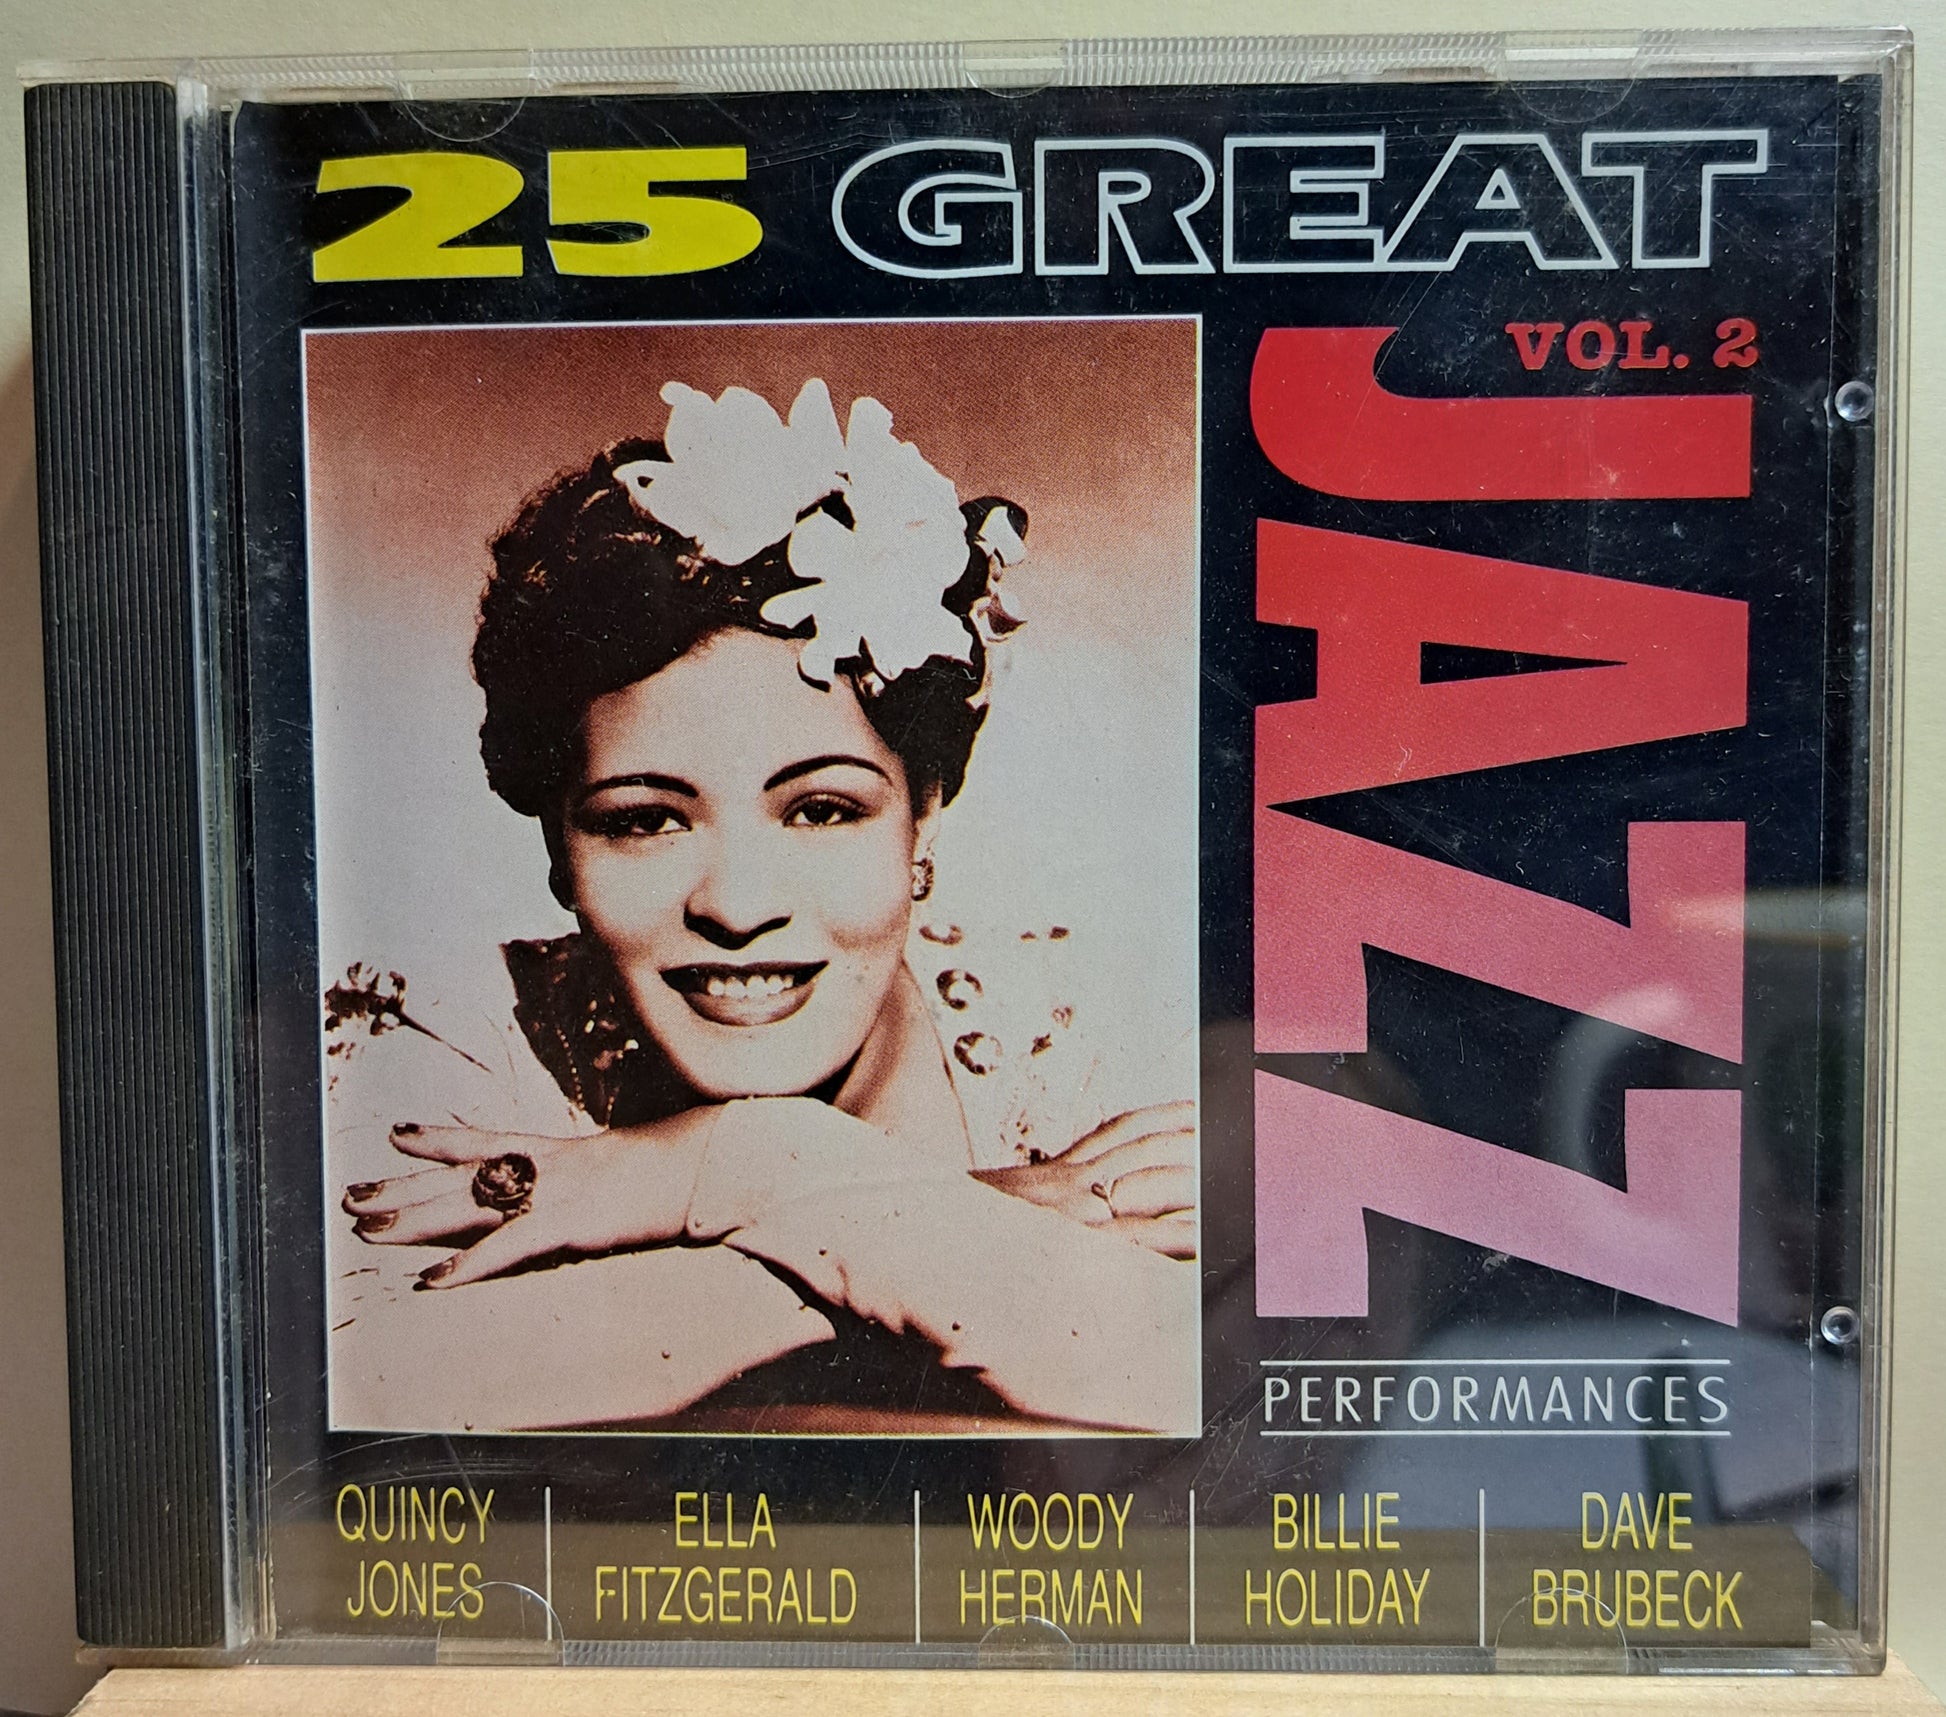 25 GREAT
VOL. 2
JAZZ
PERFORMANCES
QUINCY
JONES
ELLA
FITZGERALD
WOODY
HERMAN
BILLIE
HOLIDAY
DAVE
BRUBECK